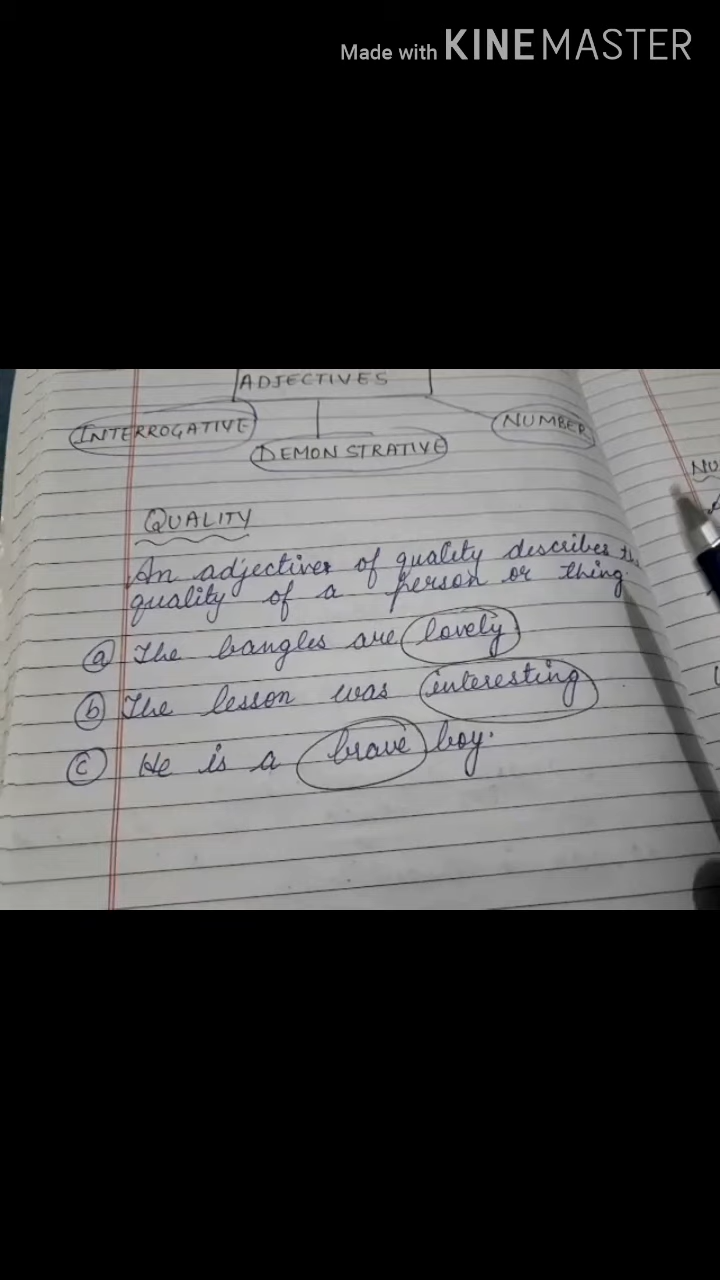 Made with KINEMASTER
ADJECTIVES
INTERROGATIVE
NUMBER
DEMONSTRATIVE
NU
QUALITY
An adjective of quality describes
quality of a person or thing.
a The bangles are lovely
b The lesson was interesting
c He is a brave boy.